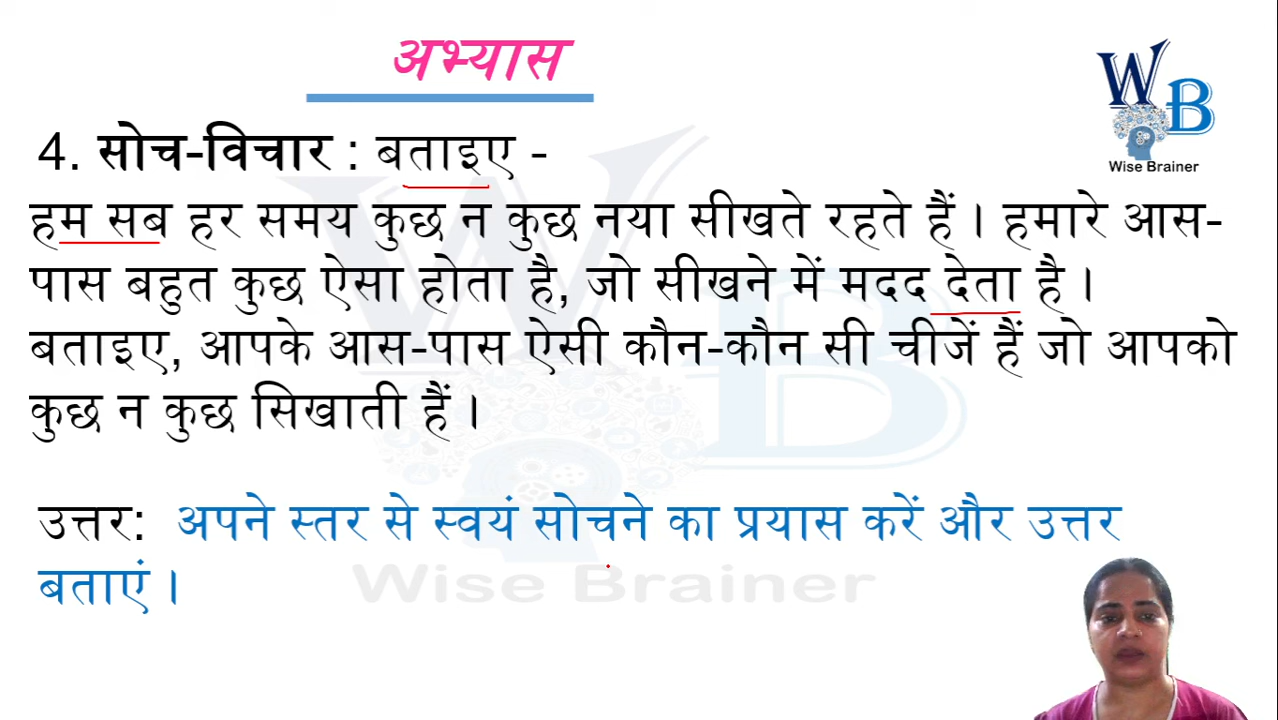 अभ्यास
W B
Wise Brainer
4. सोच-विचार : बताइए -
हम सब हर समय कुछ न कुछ नया सीखते रहते हैं । हमारे आस-
पास बहुत कुछ ऐसा होता है, जो सीखने में मदद देता है ।
बताइए, आपके आस-पास ऐसी कौन-कौन सी चीजें हैं जो आपको
कुछ न कुछ सिखाती हैं ।
उत्तर: अपने स्तर से स्वयं सोचने का प्रयास करें और उत्तर
बताएं ।
Wise Brainer